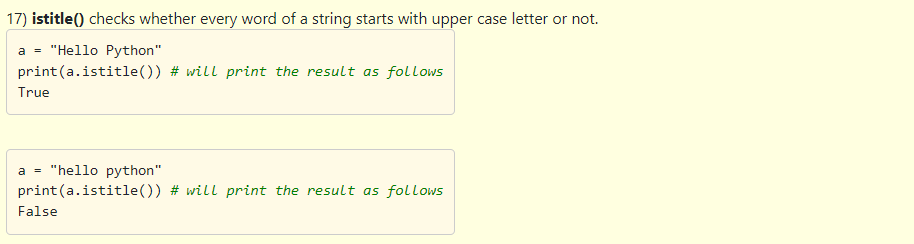 17) istitle() checks whether every word of a string starts with upper case letter or not.
a = "Hello Python"
print(a.istitle()) # will print the result as follows
True
a = "hello python"
print(a.istitle()) # will print the result as follows
False